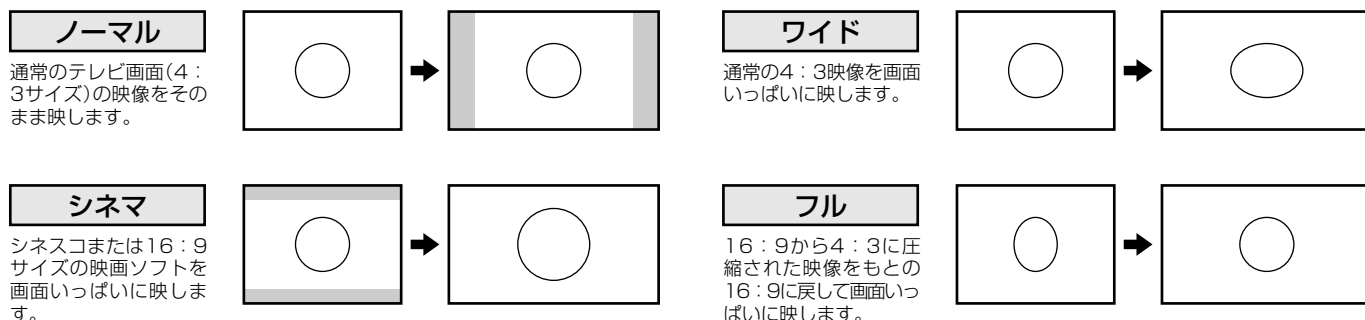 ノーマル
通常のテレビ画面(4：
3サイズ)の映像をその
まま映します。
ワイド
通常の4：3映像を画面
いっぱいに映します。
シネマ
シネスコまたは16：9
サイズの映画ソフトを
画面いっぱいに映しま
す。
フル
16：9から4：3に圧
縮された映像をもとの
16：9に戻して画面いっ
ぱいに映します。